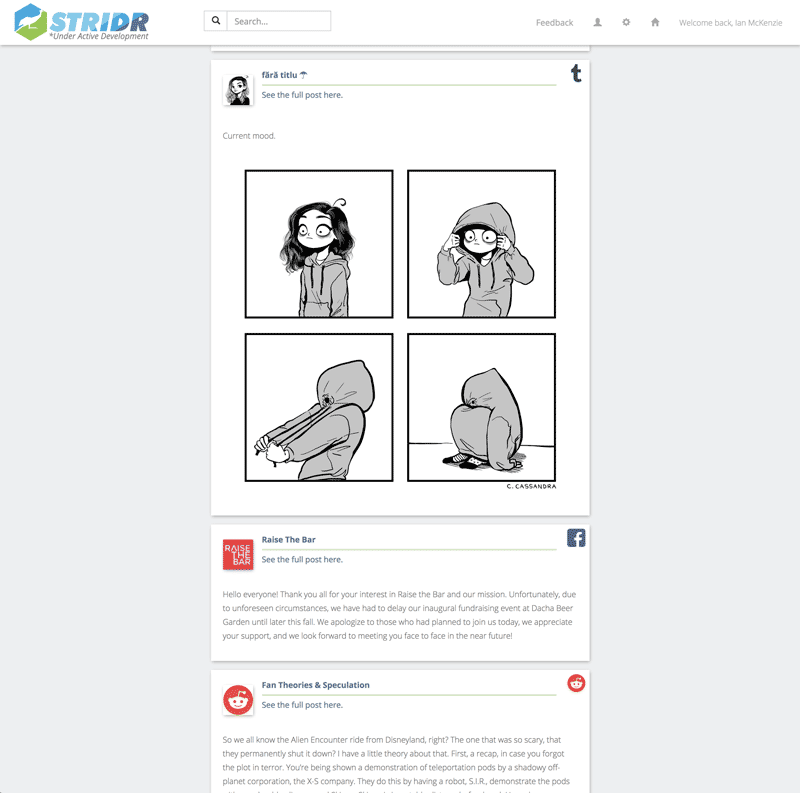 STRIDR
*Under Active Development
Search...
Feedback
Welcome back, Ian McKenzie
fără titlu ☂
See the full post here.
t
Current mood.
C. CASSANDRA
RAISE
THE
BAR
Raise The Bar
See the full post here.
f
Hello everyone! Thank you all for your interest in Raise the Bar and our mission. Unfortunately, due
to unforeseen circumstances, we have had to delay our inaugural fundraising event at Dacha Beer
Garden until later this fall. We apologize to those who had planned to join us today, we appreciate
your support, and we look forward to meeting you face to face in the near future!
Fan Theories & Speculation
See the full post here.
So we all know the Alien Encounter ride from Disneyland, right? The one that was so scary, that
they permanently shut it down? I have a little theory about that. First, a recap, in case you forgot
the plot in terror. You're being shown a demonstration of teleportation pods by a shadowy off-
planet corporation, the X-S company. They do this by having a robot, S.I.R., demonstrate the pods